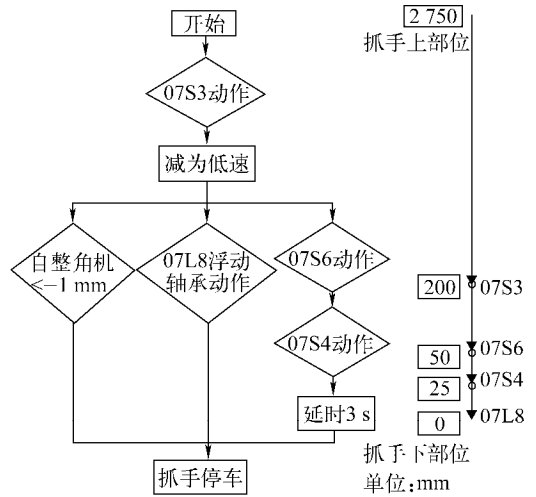 开始
07S3动作
减为低速
自整角机
<-1 mm
07L8浮动
轴承动作
07S6动作
07S4动作
延时3 s
抓手停车
2 750
抓手上部位
200
07S3
50
07S6
25
07S4
0
07L8
抓手下部位
单位:mm